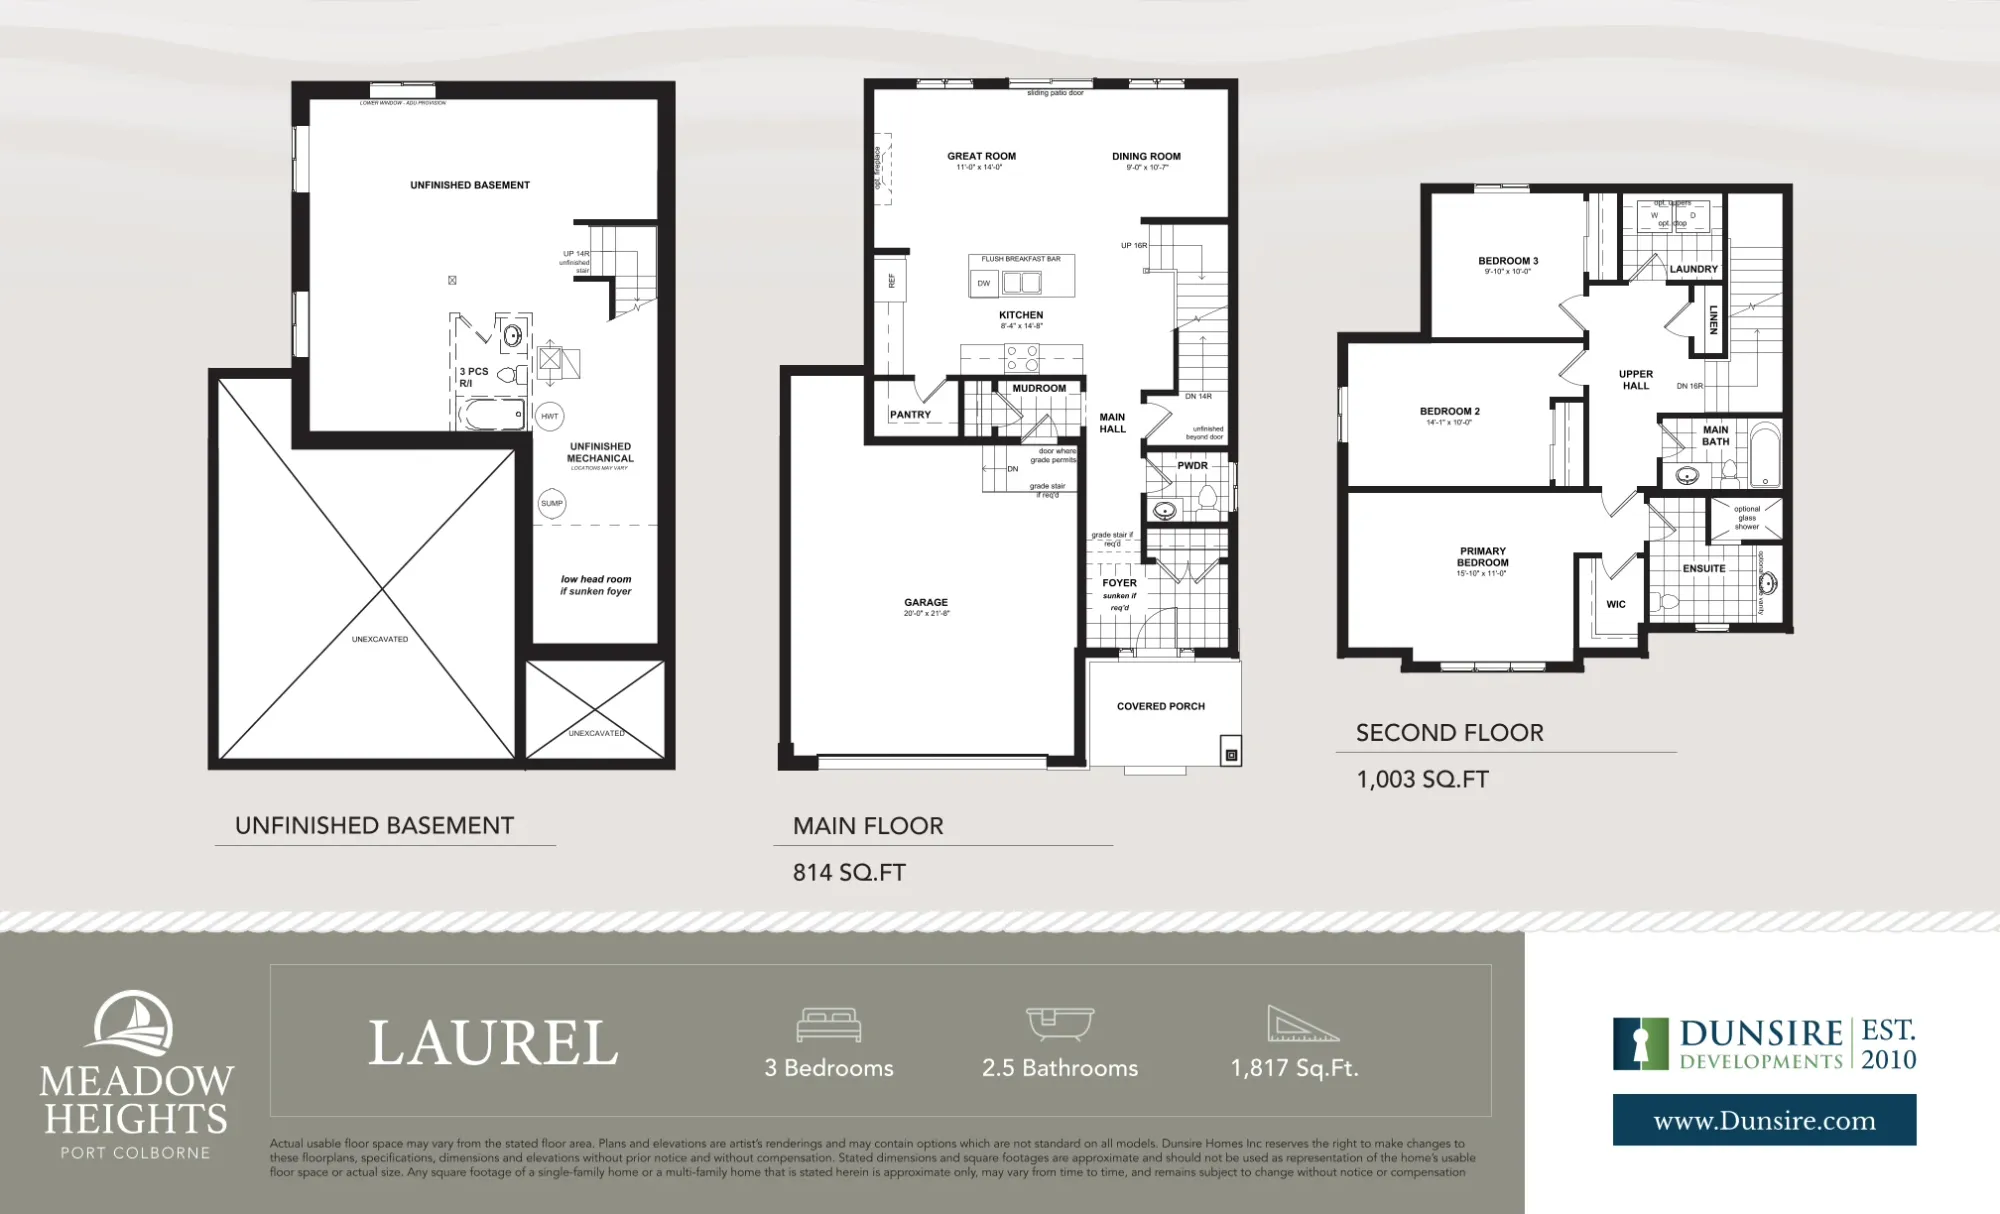 LOWER WINDOW - ADU PROVISION
UNFINISHED BASEMENT
UP 14R
unfinished
stair
3 PCS
R/I
HWT
UNFINISHED
MECHANICAL
LOCATIONS MAY VARY
SUMP
low head room
if sunken foyer
UNEXCAVATED
UNEXCAVATED
UNFINISHED BASEMENT
sliding patio door
GREAT ROOM
11'-0" x 14'-0"
DINING ROOM
9'-0" x 10'-7"
opt. fireplace
UP 16R
FLUSH BREAKFAST BAR
REF
DW
KITCHEN
8'-4" x 14'-8"
PANTRY
MUDROOM
MAIN
HALL
DN 14R
unfinished
beyond door
door where
grade permits
DN
grade stair
if req'd
PWDR
grade stair if
req'd
FOYER
sunken if
req'd
GARAGE
20'-0" x 21'-8"
COVERED PORCH
MAIN FLOOR
814 SQ.FT
opt. uppers
W
D
opt. ctop
BEDROOM 3
9'-10" x 10'-0"
LAUNDRY
LINEN
UPPER
HALL
DN 16R
BEDROOM 2
14'-1" x 10'-0"
MAIN
BATH
optional
glass
shower
PRIMARY
BEDROOM
15'-10" x 11'-0"
ENSUITE
WIC
SECOND FLOOR
1,003 SQ.FT
MEADOW
HEIGHTS
PORT COLBORNE
LAUREL
3 Bedrooms
2.5 Bathrooms
1,817 Sq.Ft.
Actual usable floor space may vary from the stated floor area. Plans and elevations are artist's renderings and may contain options which are not standard on all models. Dunsire Homes Inc reserves the right to make changes to
these floorplans, specifications, dimensions and elevations without prior notice and without compensation. Stated dimensions and square footages are approximate and should not be used as representation of the home's usable
floor space or actual size. Any square footage of a single-family home or a multi-family home that is stated herein is approximate only, may vary from time to time, and remains subject to change without notice or compensation
DUNSIRE
DEVELOPMENTS
EST.
2010
www.Dunsire.com